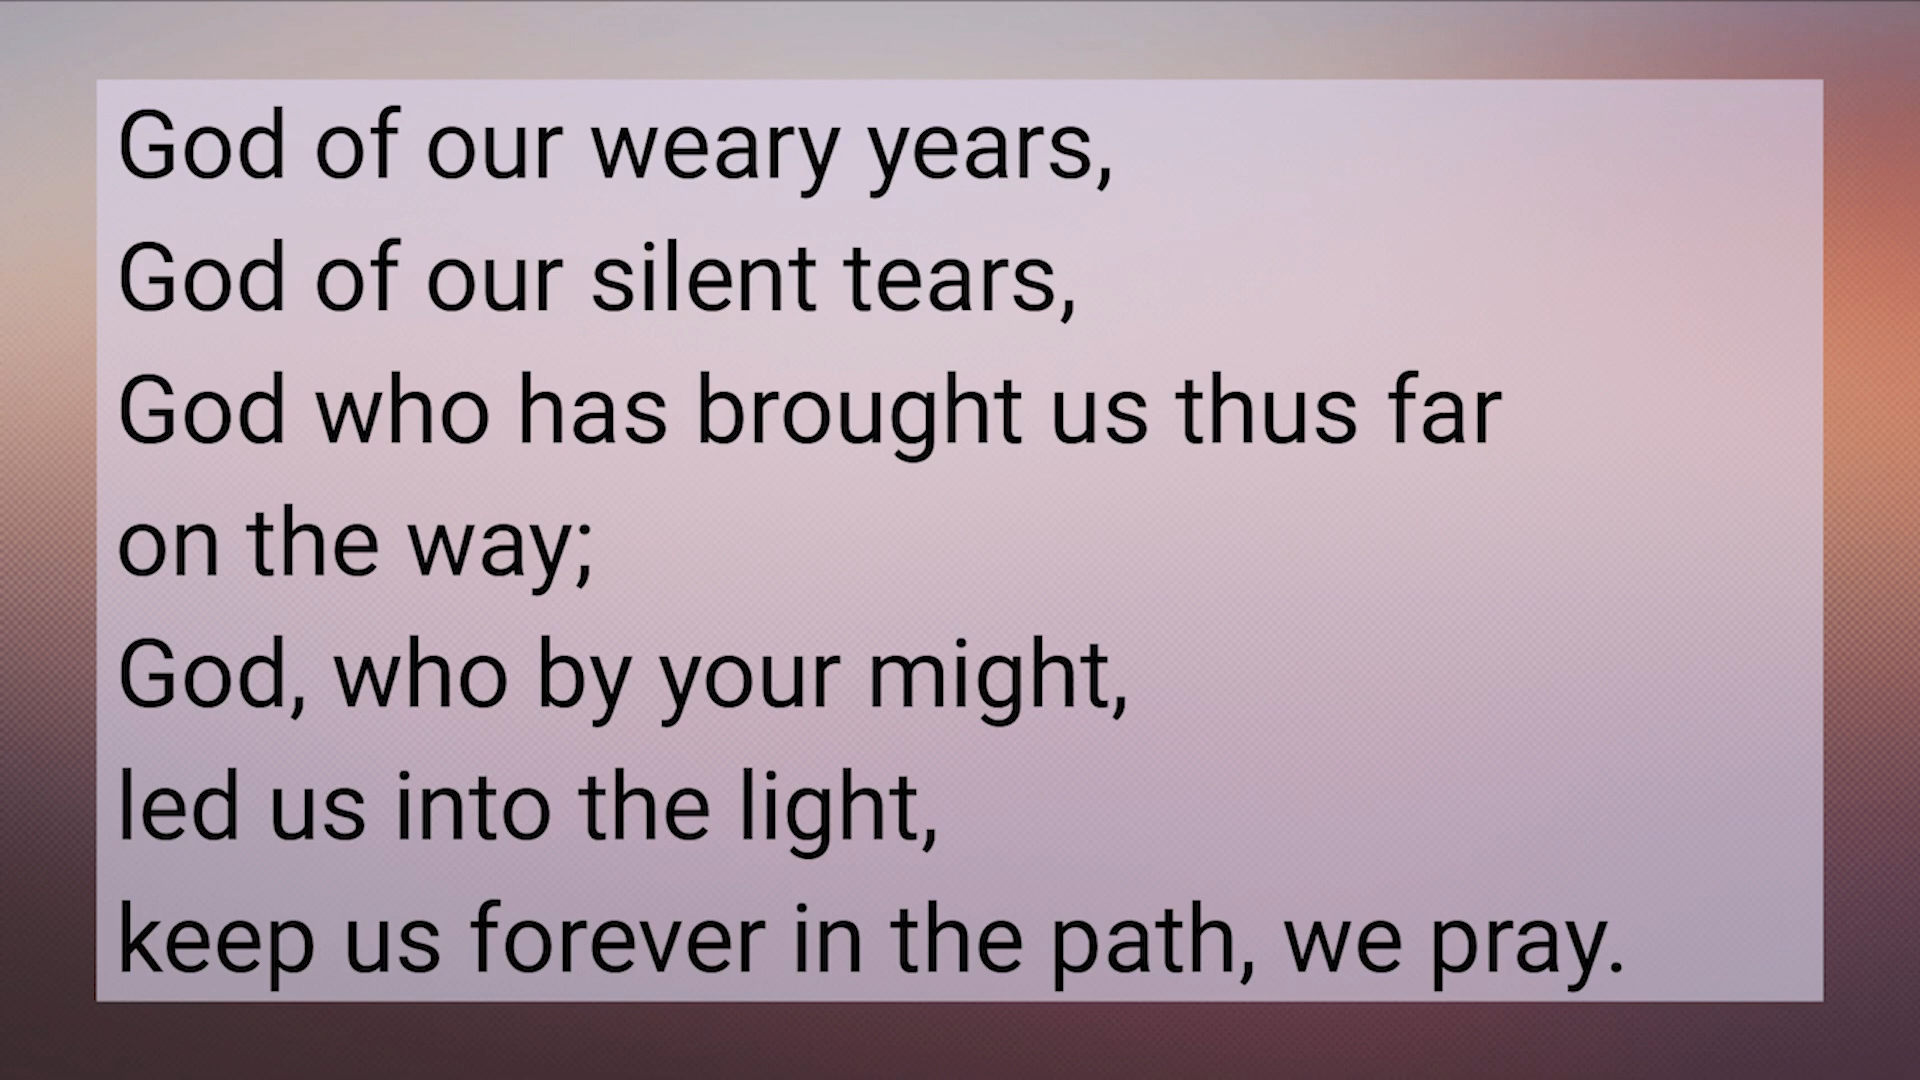 God of our weary years,
God of our silent tears,
God who has brought us thus far
on the way;
God, who by your might,
led us into the light,
keep us forever in the path, we pray.